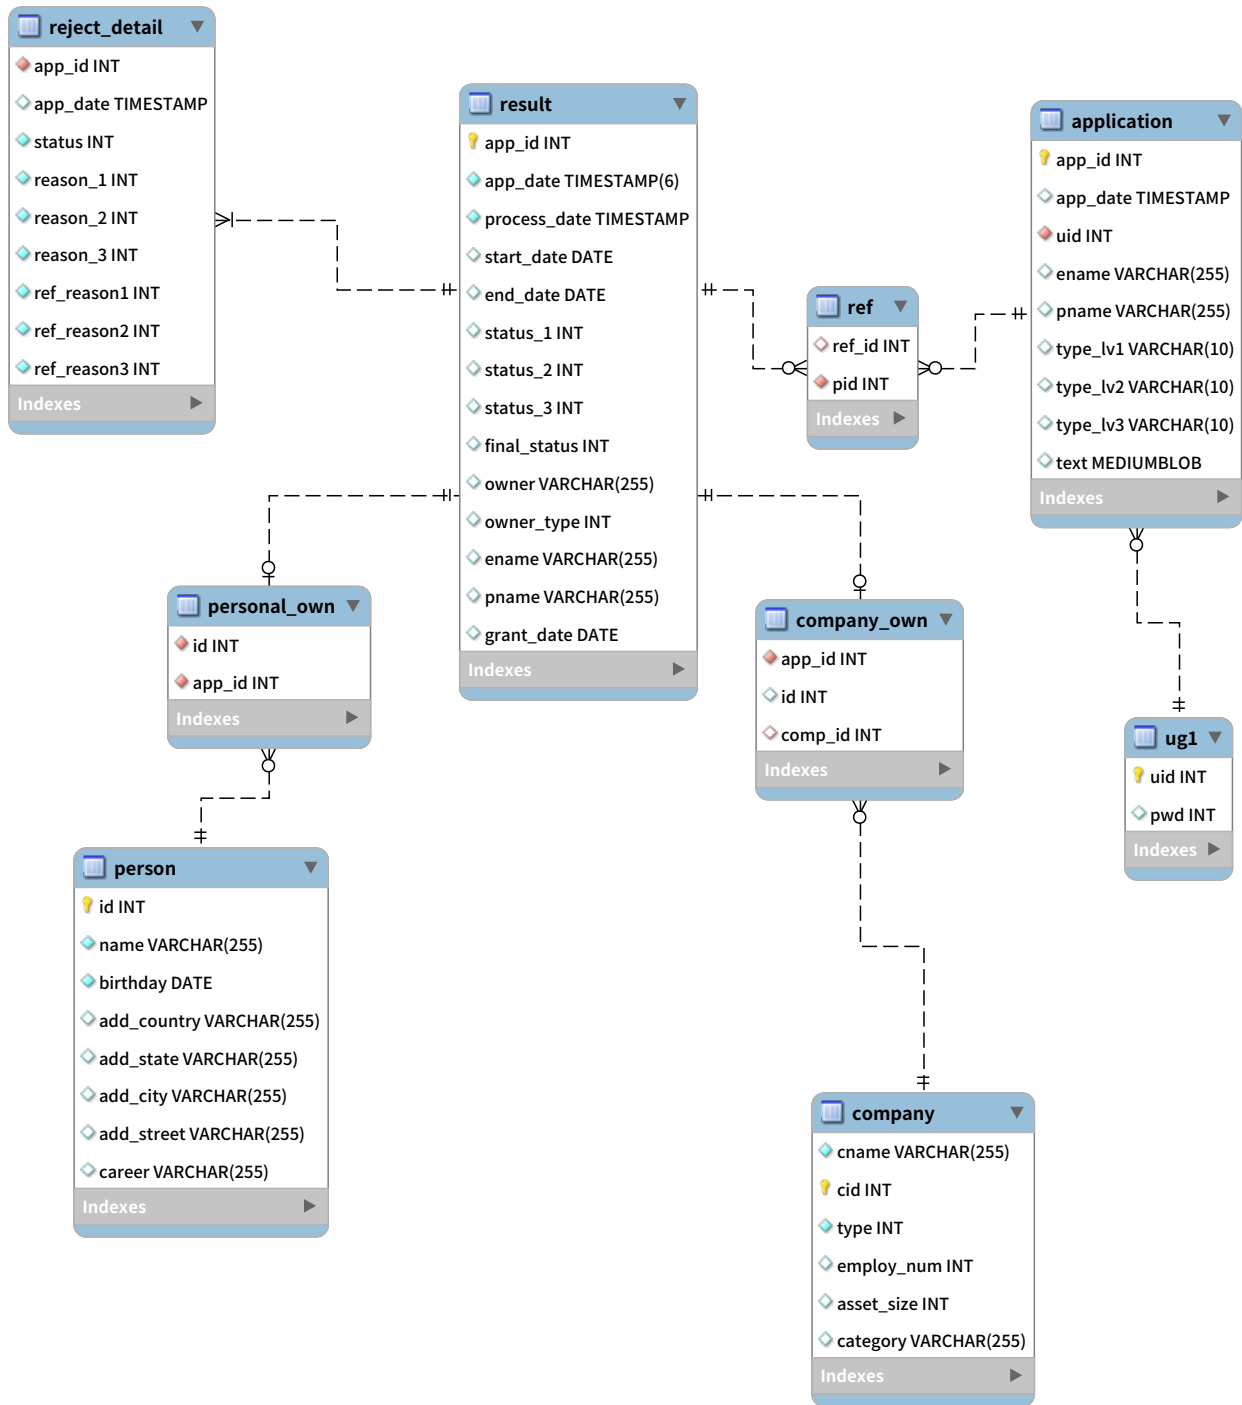 reject_detail
app_id INT
app_date TIMESTAMP
status INT
reason_1 INT
reason_2 INT
reason_3 INT
ref_reason1 INT
ref_reason2 INT
ref_reason3 INT
Indexes
result
app_id INT
app_date TIMESTAMP(6)
process_date TIMESTAMP
start_date DATE
end_date DATE
status_1 INT
status_2 INT
status_3 INT
final_status INT
owner VARCHAR(255)
owner_type INT
ename VARCHAR(255)
pname VARCHAR(255)
grant_date DATE
Indexes
ref
ref_id INT
pid INT
Indexes
application
app_id INT
app_date TIMESTAMP
uid INT
ename VARCHAR(255)
pname VARCHAR(255)
type_lv1 VARCHAR(10)
type_lv2 VARCHAR(10)
type_lv3 VARCHAR(10)
text MEDIUMBLOB
Indexes
personal_own
id INT
app_id INT
Indexes
company_own
app_id INT
id INT
comp_id INT
Indexes
ug1
uid INT
pwd INT
Indexes
person
id INT
name VARCHAR(255)
birthday DATE
add_country VARCHAR(255)
add_state VARCHAR(255)
add_city VARCHAR(255)
add_street VARCHAR(255)
career VARCHAR(255)
Indexes
company
cname VARCHAR(255)
cid INT
type INT
employ_num INT
asset_size INT
category VARCHAR(255)
Indexes